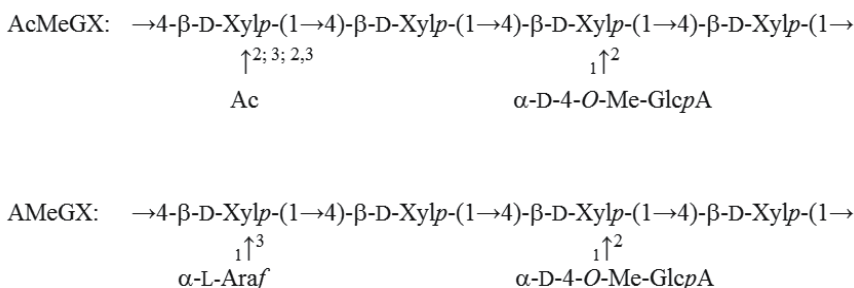 AcMeGX: →4-β-D-Xylp-(1→4)-β-D-Xylp-(1→4)-β-D-Xylp-(1→4)-β-D-Xylp-(1→
↑2; 3; 2,3 1↑2
Ac α-D-4-O-Me-GlcpA
AMeGX: →4-β-D-Xylp-(1→4)-β-D-Xylp-(1→4)-β-D-Xylp-(1→4)-β-D-Xylp-(1→
1↑3 1↑2
α-L-Araf α-D-4-O-Me-GlcpA